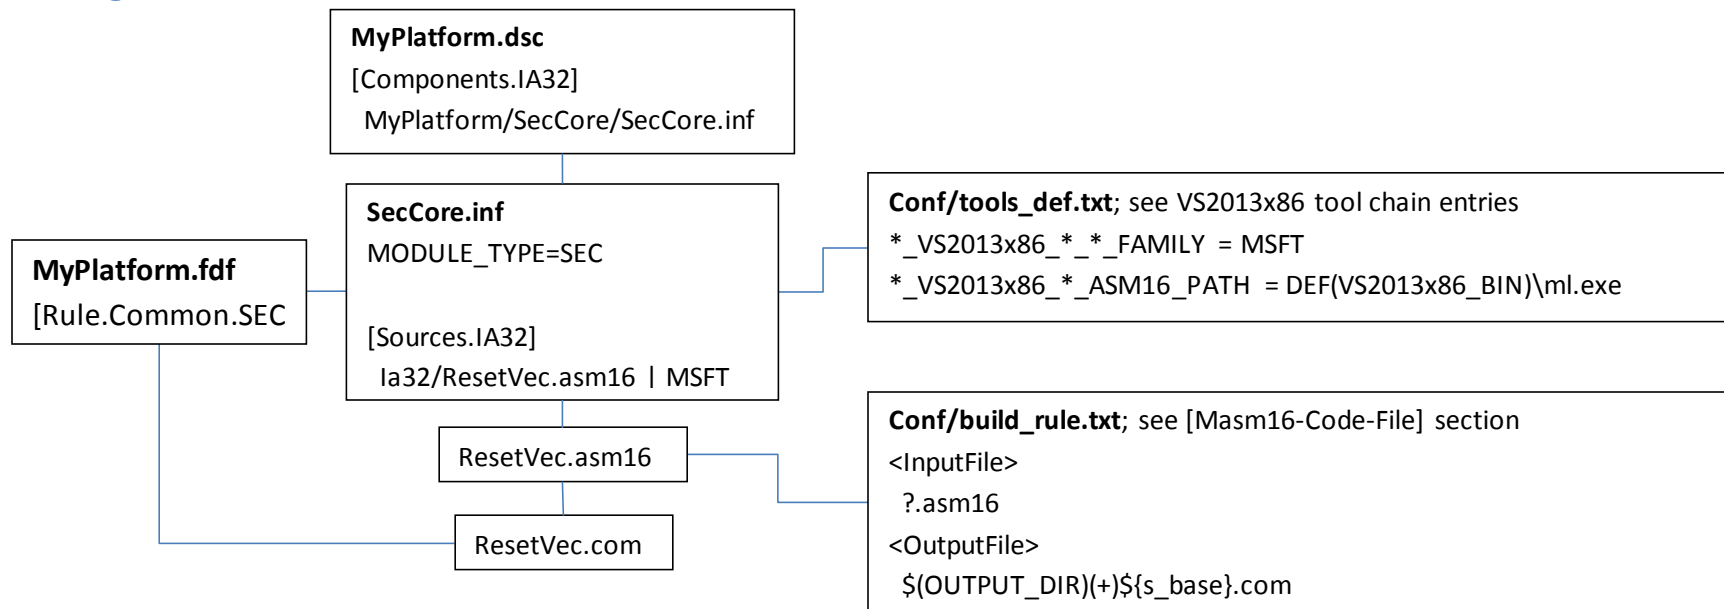 MyPlatform.dsc
[Components.IA32]
MyPlatform/SecCore/SecCore.inf
SecCore.inf
MODULE_TYPE=SEC
[Sources.IA32]
Ia32/ResetVec.asm16 | MSFT
MyPlatform.fdf
[Rule.Common.SEC
Conf/tools_def.txt; see VS2013x86 tool chain entries
*_VS2013x86_*_*_FAMILY = MSFT
*_VS2013x86_*_ASM16_PATH = DEF(VS2013x86_BIN)\ml.exe
ResetVec.asm16
ResetVec.com
Conf/build_rule.txt; see [Masm16-Code-File] section
<InputFile>
?.asm16
<OutputFile>
$(OUTPUT_DIR)(+)${s_base}.com